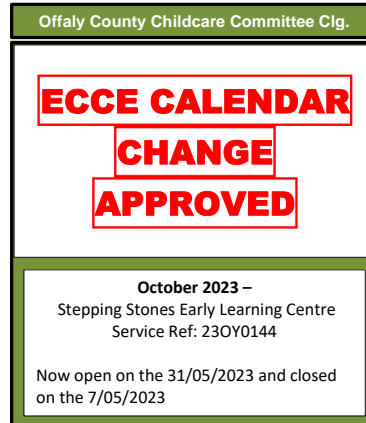 Offaly County Childcare Committee Clg.
ECCE CALENDAR
CHANGE
APPROVED
October 2023 –
Stepping Stones Early Learning Centre
Service Ref: 23OY0144
Now open on the 31/05/2023 and closed
on the 7/05/2023